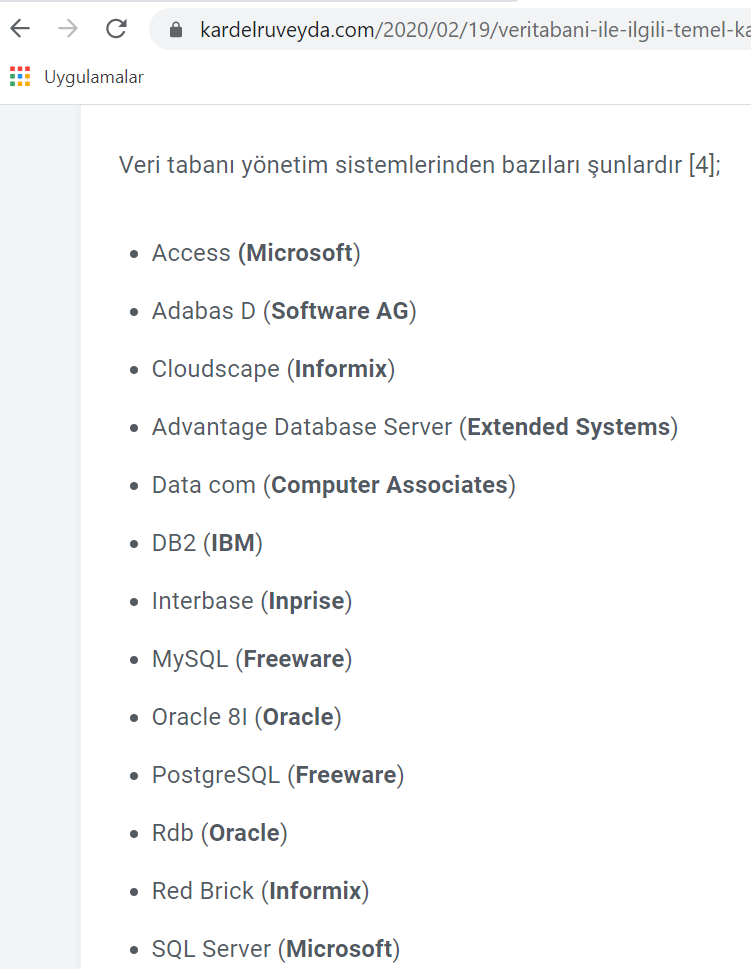 kardelruveyda.com/2020/02/19/veritabani-ile-ilgili-temel-ka
Uygulamalar
Veri tabanı yönetim sistemlerinden bazıları şunlardır [4];
• Access (Microsoft)
• Adabas D (Software AG)
• Cloudscape (Informix)
• Advantage Database Server (Extended Systems)
• Data com (Computer Associates)
• DB2 (IBM)
• Interbase (Inprise)
• MySQL (Freeware)
• Oracle 8I (Oracle)
• PostgreSQL (Freeware)
• Rdb (Oracle)
• Red Brick (Informix)
• SQL Server (Microsoft)